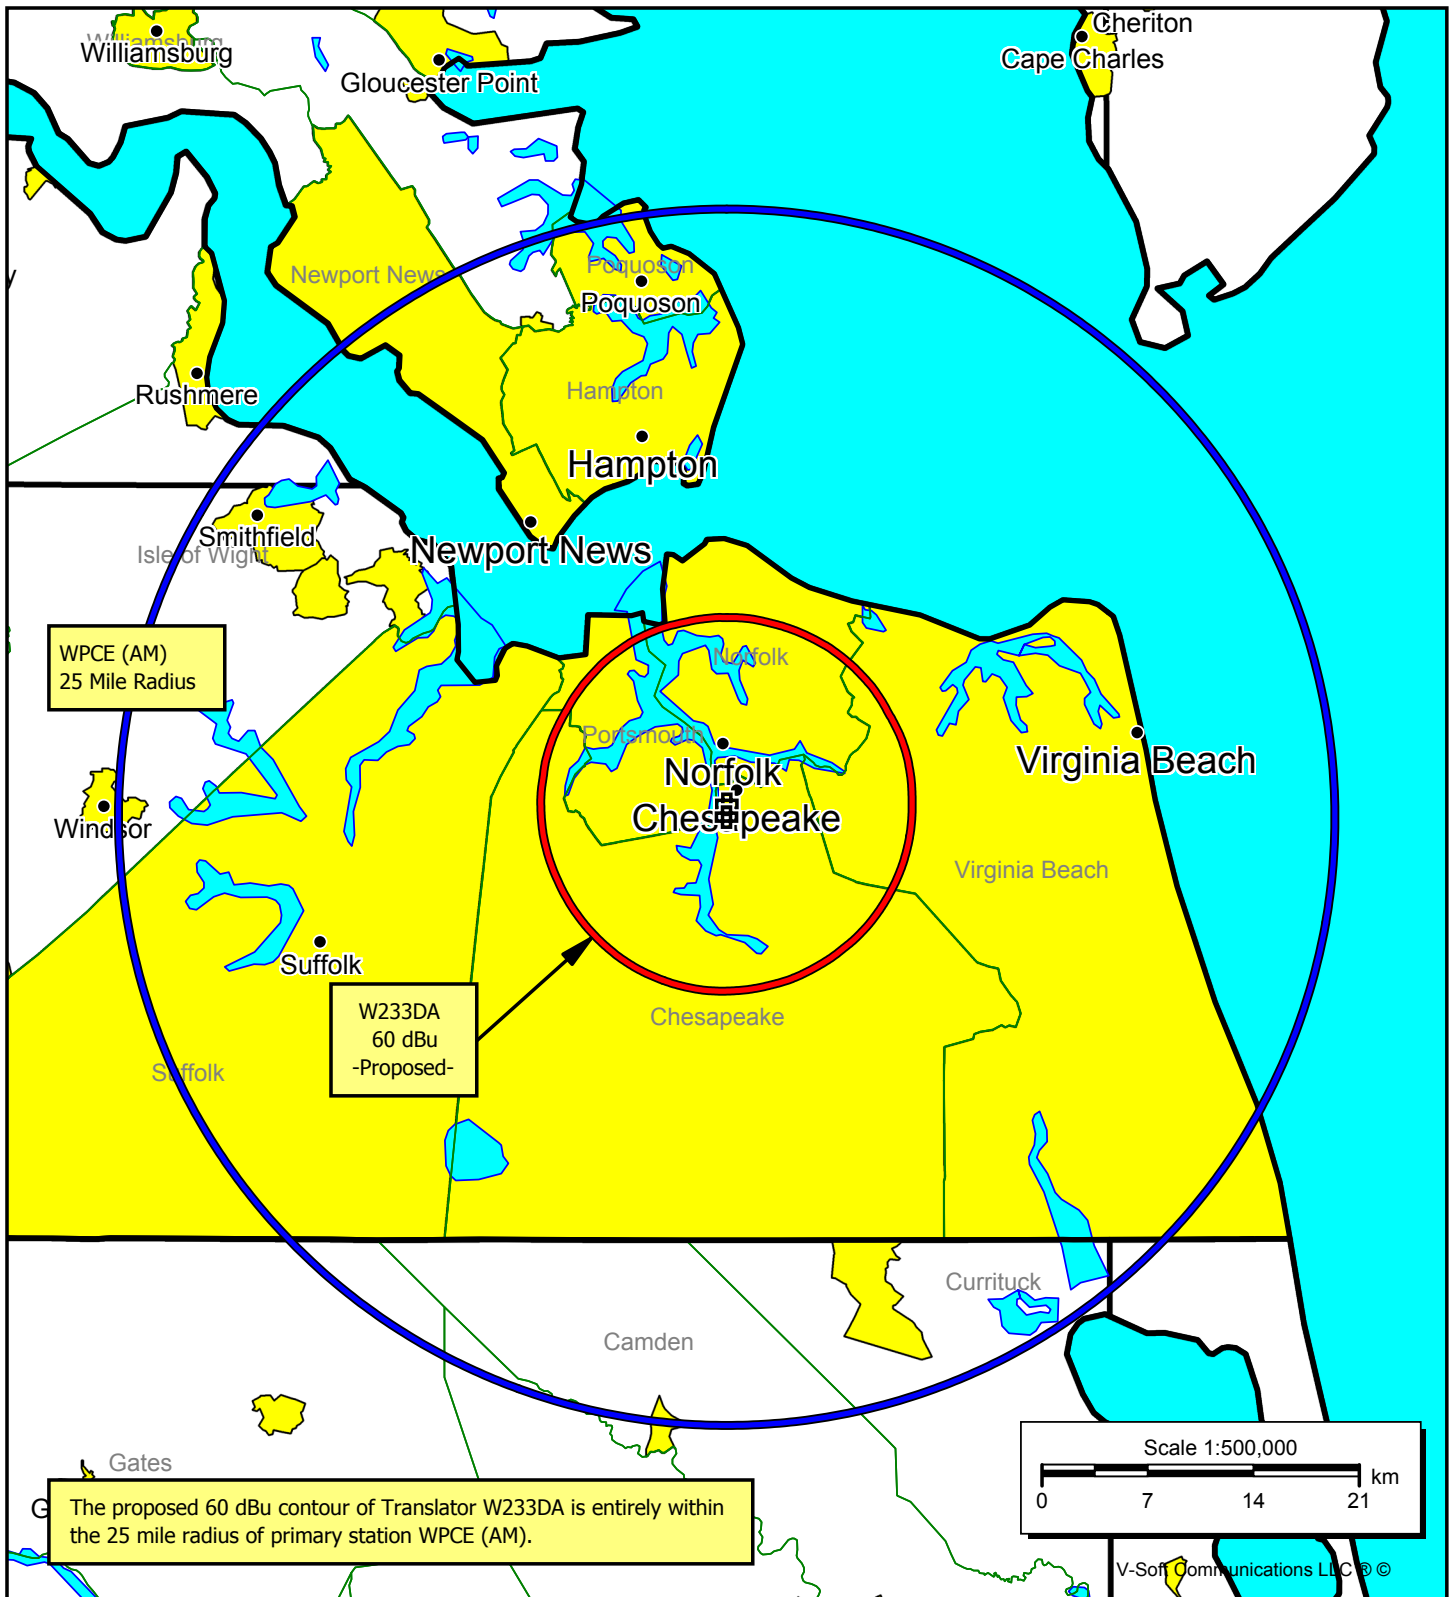 Cheriton
Williamsburg
Williamsburg
Cape Charles
Gloucester Point
Newport News
Poquoson
Poquoson
Rushmere
Hampton
Hampton
Smithfield
Isle of Wight
Newport News
WPCE (AM)
25 Mile Radius
Norfolk
Portsmouth
Norfolk
Virginia Beach
Chesapeake
Windsor
Virginia Beach
Suffolk
W233DA
60 dBu
-Proposed-
Chesapeake
Suffolk
Currituck
Camden
Gates
G
The proposed 60 dBu contour of Translator W233DA is entirely within
the 25 mile radius of primary station WPCE (AM).
Scale 1:500,000
km
0 7 14 21
V-Soft Communications LLC ® ©